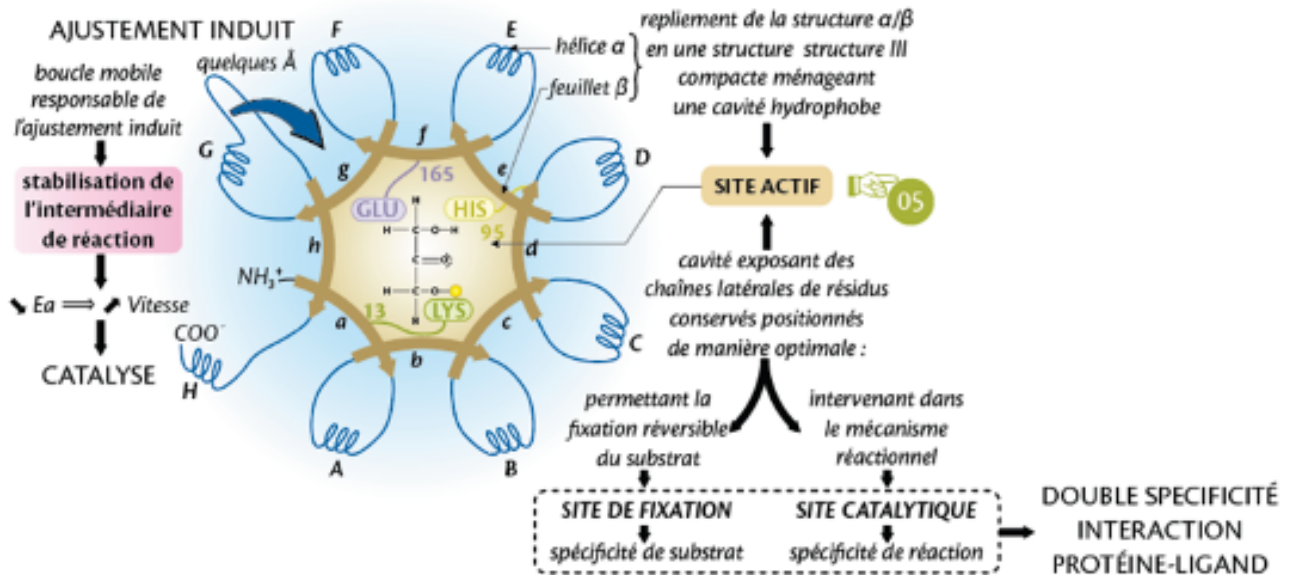 AJUSTEMENT INDUIT
boucle mobile
responsable de
l'ajustement induit
stabilisation de
l'intermédiaire
de réaction
Ea ⟹ Vitesse
CATALYSE
quelques Å
F
E
G
D
C
H
A
B
f
g
e
h
d
a
c
b
165
GLU
HIS
95
H
H C O H
C O
H C O
H
13
LYS
NH3+
COO-
hélice α
feuillet β
repliement de la structure α/β
en une structure structure III
compacte ménageant
une cavité hydrophobe
SITE ACTIF
05
cavité exposant des
chaînes latérales de résidus
conservés positionnés
de manière optimale :
permettant la
fixation réversible
du substrat
intervenant dans
le mécanisme
réactionnel
SITE DE FIXATION
spécificité de substrat
SITE CATALYTIQUE
spécificité de réaction
DOUBLE SPECIFICITÉ
INTERACTION
PROTÉINE-LIGAND